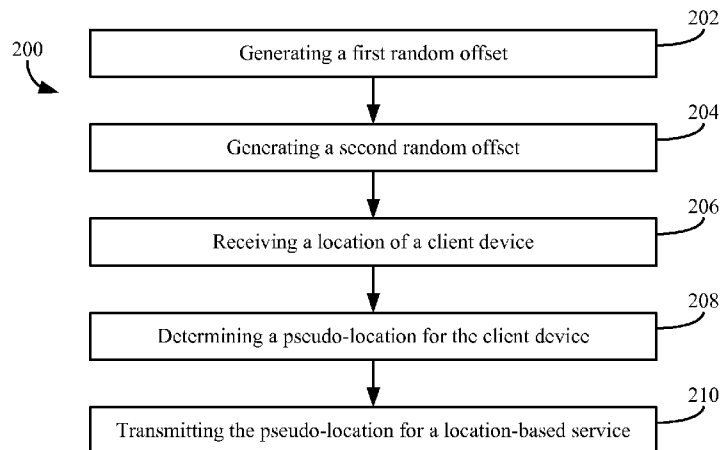 202
200
Generating a first random offset
204
Generating a second random offset
206
Receiving a location of a client device
208
Determining a pseudo-location for the client device
210
Transmitting the pseudo-location for a location-based service